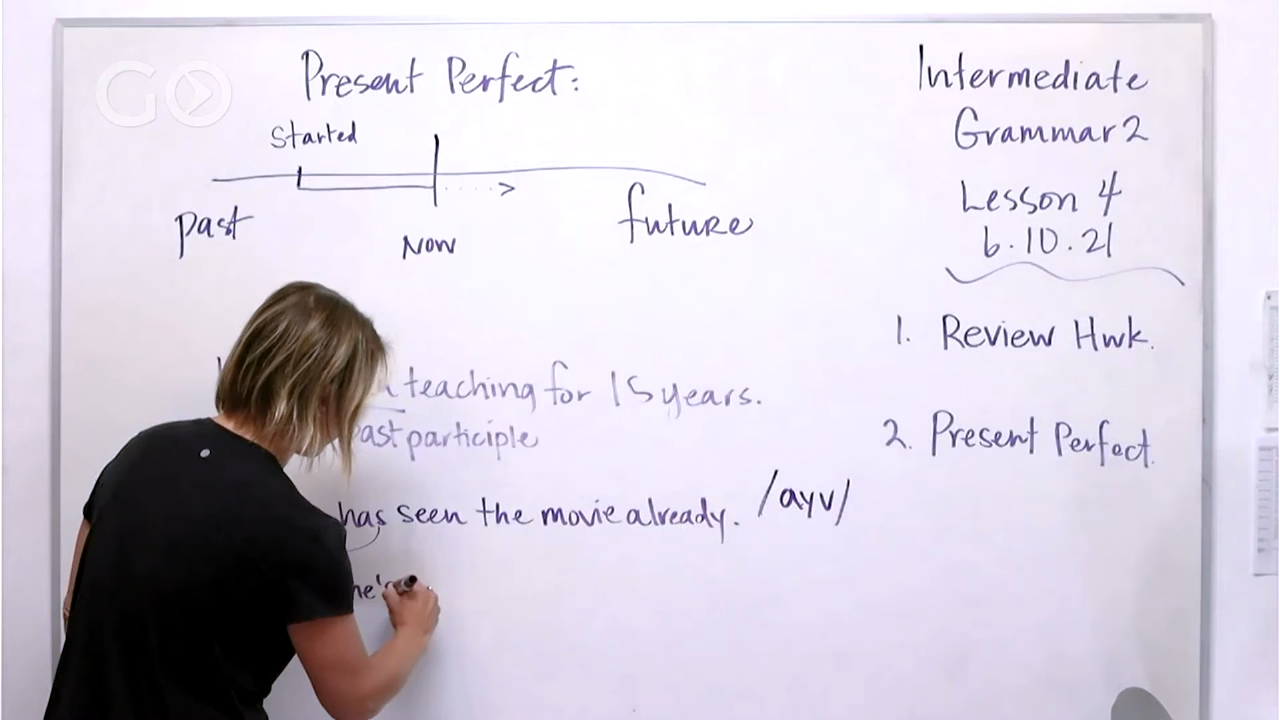 GO
Present Perfect:
Started
past
Now
future
teaching for 15 years.
past participle
has seen the movie already. /ayv/
Intermediate
Grammar 2
Lesson 4
6.10.21
1. Review Hwk.
2. Present Perfect.